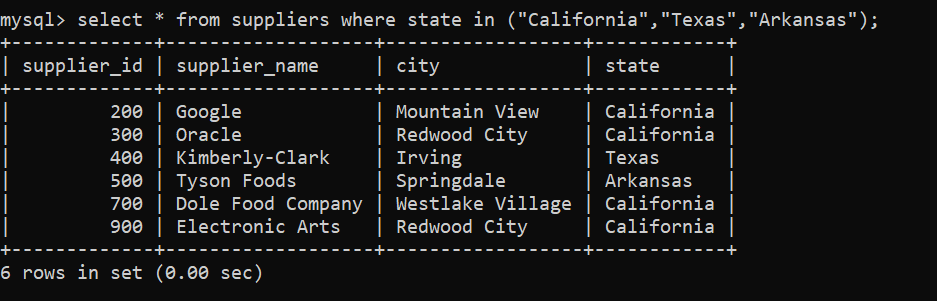 mysql> select * from suppliers where state in ("California","Texas","Arkansas");
+-------------+-------------------+------------------+------------+
| supplier_id | supplier_name     | city             | state      |
+-------------+-------------------+------------------+------------+
|         200 | Google            | Mountain View    | California |
|         300 | Oracle            | Redwood City     | California |
|         400 | Kimberly-Clark    | Irving           | Texas      |
|         500 | Tyson Foods       | Springdale       | Arkansas   |
|         700 | Dole Food Company | Westlake Village | California |
|         900 | Electronic Arts   | Redwood City     | California |
+-------------+-------------------+------------------+------------+
6 rows in set (0.00 sec)